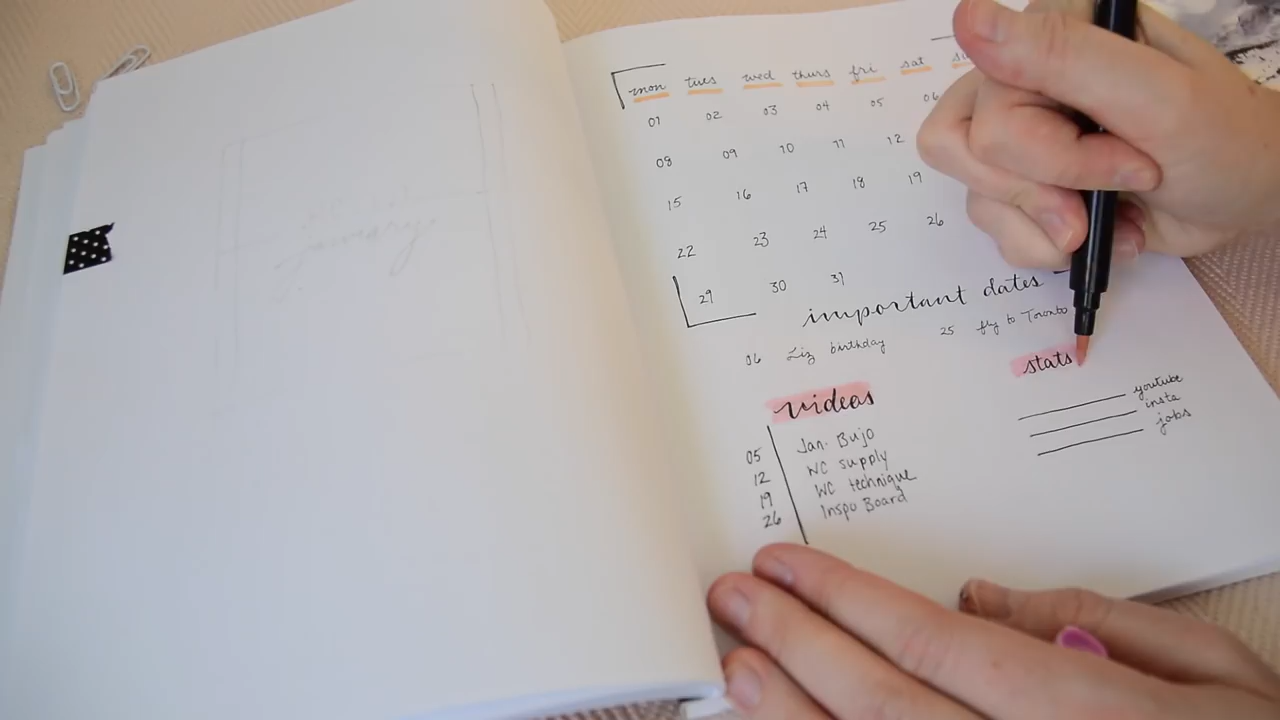 january
mon tues wed thurs fri sat
01 02 03 04 05 06
08 09 10 11 12
15 16 17 18 19
22 23 24 25 26
29 30 31
important dates
06 Liz birthday 25 fly to Toronto
videos
05 Jan. Bujo
12 WC supply
19 WC technique
26 Inspo Board
stats
youtube
insta
jobs